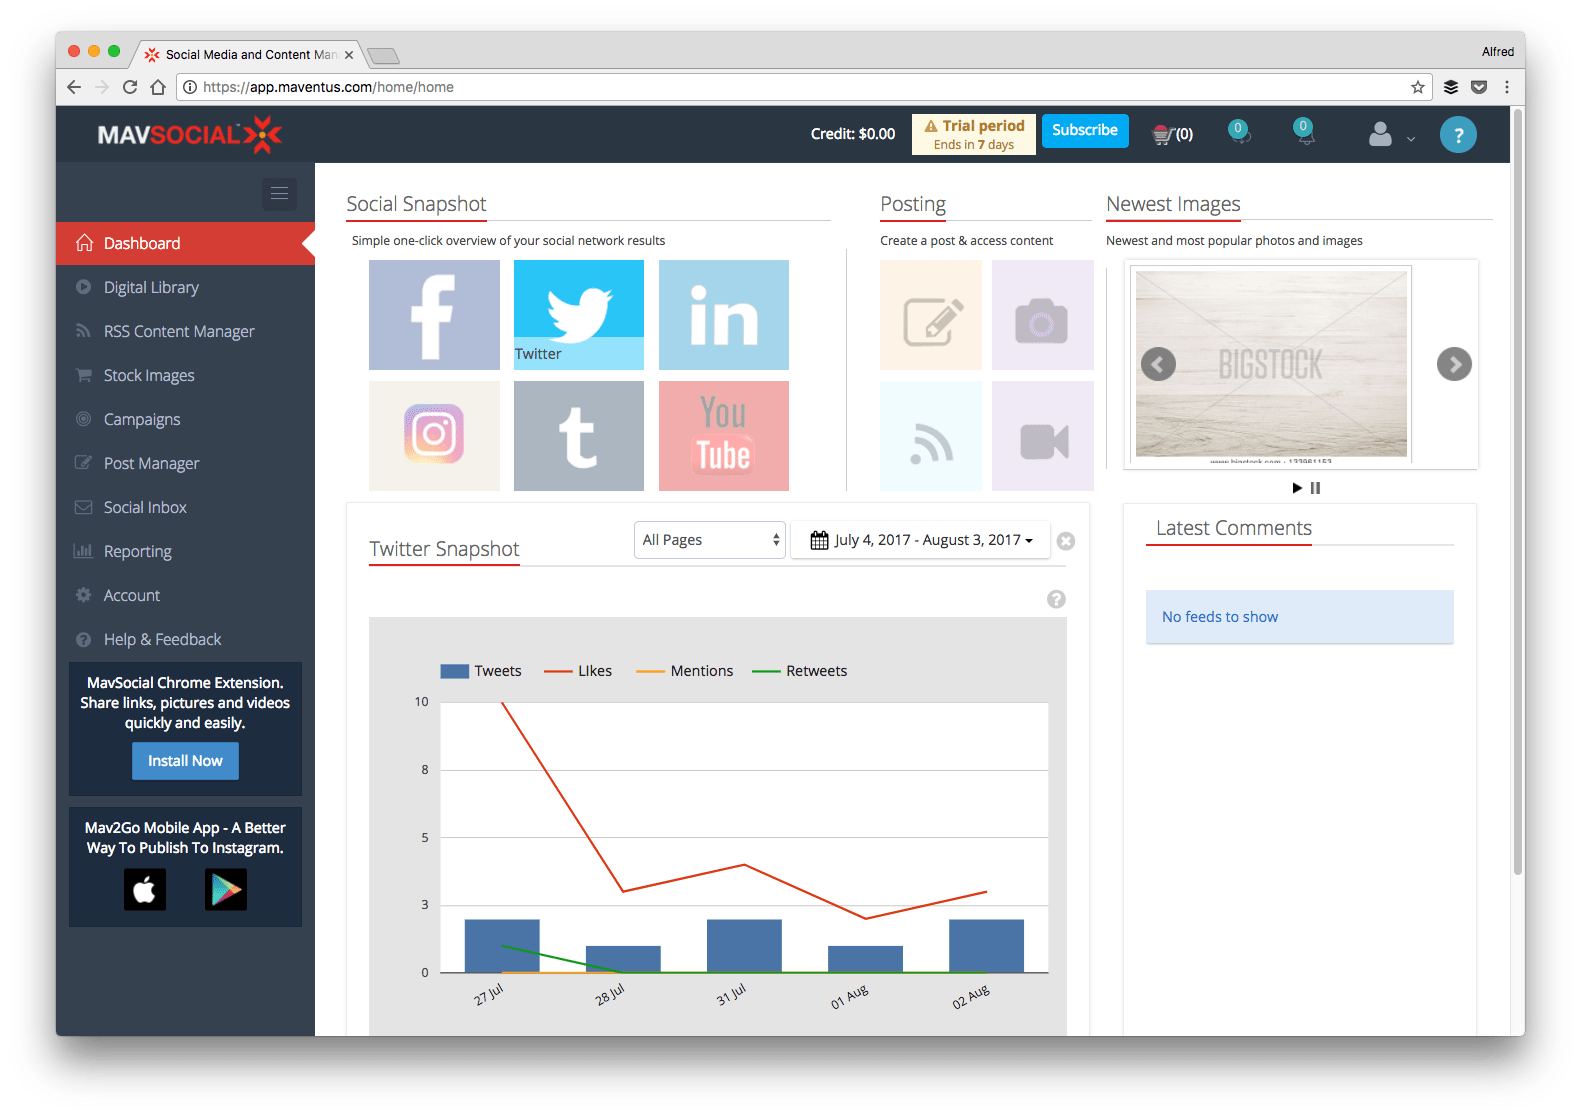 Social Media and Content Man
Alfred
https://app.maventus.com/home/home
MAVSOCIAL
Credit: $0.00
Trial period
Ends in 7 days
Subscribe
(0)
0
0
?
Dashboard
Digital Library
RSS Content Manager
Stock Images
Campaigns
Post Manager
Social Inbox
Reporting
Account
Help & Feedback
MavSocial Chrome Extension.
Share links, pictures and videos
quickly and easily.
Install Now
Mav2Go Mobile App - A Better
Way To Publish To Instagram.
Social Snapshot
Simple one-click overview of your social network results
f
Twitter
in
t
You
Tube
Posting
Create a post & access content
Newest Images
Newest and most popular photos and images
BIGSTOCK
www.bigstock.com · 133961153
Twitter Snapshot
All Pages
July 4, 2017 - August 3, 2017
?
Tweets
LIkes
Mentions
Retweets
10
8
5
3
0
27 Jul
28 Jul
31 Jul
01 Aug
02 Aug
Latest Comments
No feeds to show